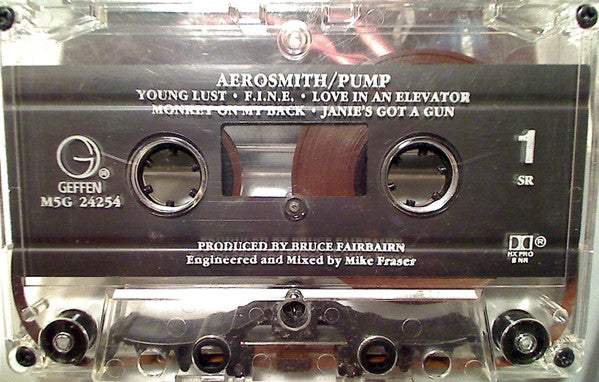 AEROSMITH/PUMP
YOUNG LUST • F.I.N.E. • LOVE IN AN ELEVATOR
MONKEY ON MY BACK • JANIE'S GOT A GUN
1
SR
G®
GEFFEN
M5G 24254
PRODUCED BY BRUCE FAIRBAIRN
Engineered and Mixed by Mike Fraser
®
HX PRO
B NR